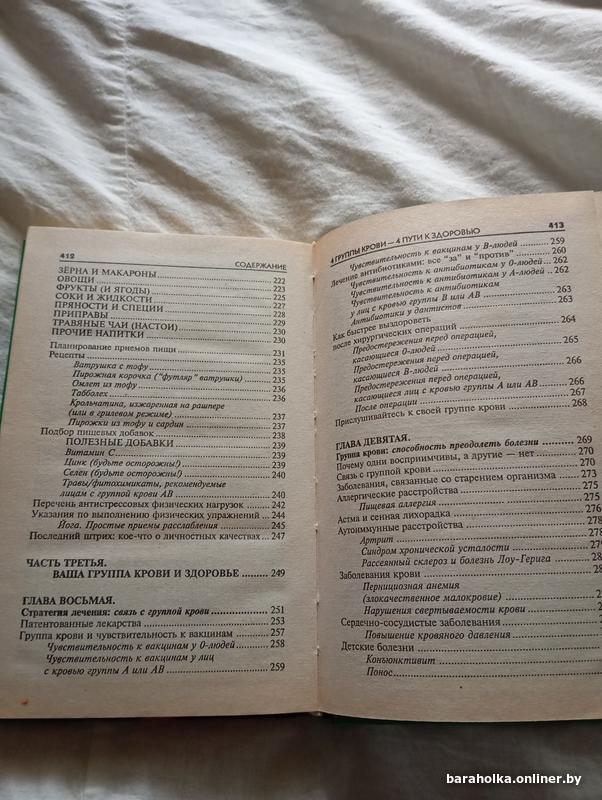 412 СОДЕРЖАНИЕ
ЗЁРНА И МАКАРОНЫ 222
ОВОЩИ 223
ФРУКТЫ (И ЯГОДЫ) 225
СОКИ И ЖИДКОСТИ 227
ПРЯНОСТИ И СПЕЦИИ 228
ПРИПРАВЫ 229
ТРАВЯНЫЕ ЧАИ (НАСТОИ) 230
ПРОЧИЕ НАПИТКИ 230
Планирование приемов пищи 231
Рецепты 235
Ватрушка с тофу 235
Пирожная корочка ("футляр" ватрушки) 235
Омлет из тофу 236
Табболех 236
Крольчатина, изжаренная на рашпере
(или в грилевом режиме) 237
Пирожки из тофу и сардин 237
Подбор пищевых добавок 238
ПОЛЕЗНЫЕ ДОБАВКИ 239
Витамин С 239
Цинк (будьте осторожны!) 239
Селен (будьте осторожны!) 240
Травы/фитохимикаты, рекомендуемые
лицам с группой крови АВ 240
Перечень антистрессовых физических нагрузок 242
Указания по выполнению физических упражнений 244
Йога. Простые приемы расслабления 245
Последний штрих: кое-что о личностных качествах 247
ЧАСТЬ ТРЕТЬЯ.
ВАША ГРУППА КРОВИ И ЗДОРОВЬЕ 249
ГЛАВА ВОСЬМАЯ.
Стратегия лечения: связь с группой крови 251
Патентованные лекарства 253
Группа крови и чувствительность к вакцинам 257
Чувствительность к вакцинам у 0-людей 258
Чувствительность к вакцинам у лиц
с кровью группы А или АВ 259
4 ГРУППЫ КРОВИ — 4 ПУТИ К ЗДОРОВЬЮ 413
Чувствительность к вакцинам у В-людей 259
Лечение антибиотиками: все "за" и "против" 260
Чувствительность к антибиотикам у 0-людей 262
Чувствительность к антибиотикам у А-людей 262
Чувствительность к антибиотикам
у лиц с кровью группы В или АВ 263
Антибиотики у дантистов 263
Как быстрее выздороветь
после хирургических операций 264
Предостережения перед операцией,
касающиеся 0-людей 265
Предостережения перед операцией,
касающиеся В-людей
Предостережения перед операцией,
касающиеся лиц с кровью группы А или АВ 266
После операции 267
Прислушивайтесь к своей группе крови 268
ГЛАВА ДЕВЯТАЯ.
Группа крови: способность преодолеть болезни 269
Почему одни восприимчивы, а другие — нет 270
Связь с группой крови 270
Заболевания, связанные со старением организма 273
Аллергические расстройства 275
Пищевая аллергия 275
Астма и сенная лихорадка
Аутоиммунные расстройства
Артрит
Синдром хронической усталости
Рассеянный склероз и болезнь Лоу-Герига
Заболевания крови
Пернициозная анемия
(злокачественное малокровие)
Нарушения свертываемости крови
Сердечно-сосудистые заболевания
Повышение кровяного давления
Детские болезни
Конъюнктивит
Понос
baraholka.onliner.by